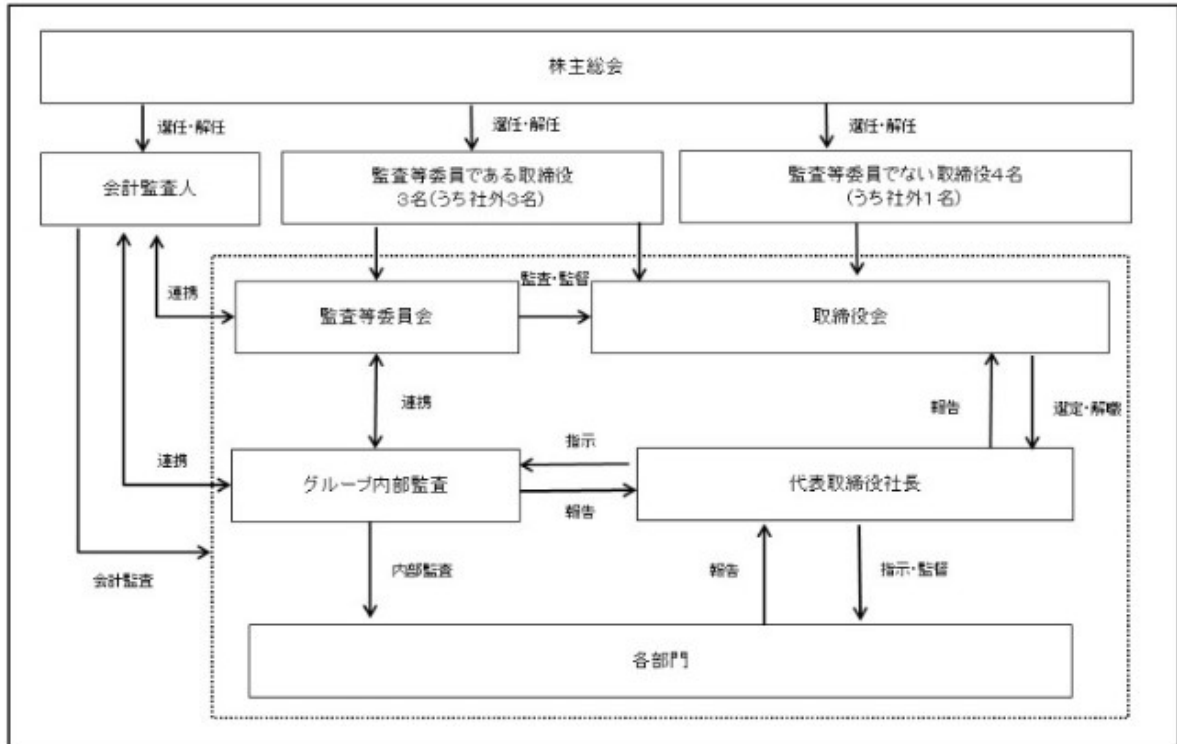 株主総会
選任・解任
選任・解任
選任・解任
会計監査人
監査等委員である取締役
3名(うち社外3名)
監査等委員でない取締役4名
(うち社外1名)
連携
監査等委員会
監査・監督
取締役会
連携
報告
選定・解職
連携
グループ内部監査
指示
報告
代表取締役社長
会計監査
内部監査
報告
指示・監督
各部門